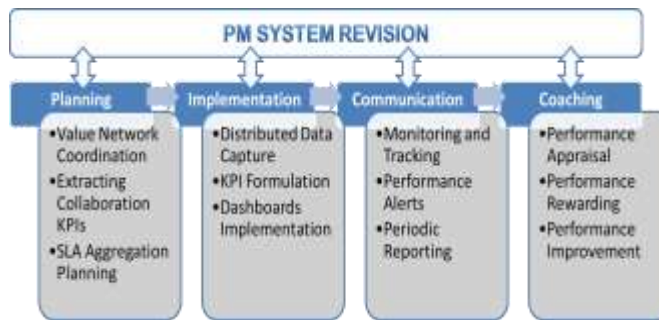 PM SYSTEM REVISION
Planning
•Value Network
Coordination
•Extracting
Collaboration
KPIs
•SLA Aggregation
Planning
Implementation
•Distributed Data
Capture
•KPI Formulation
•Dashboards
Implementation
Communication
•Monitoring and
Tracking
•Performance
Alerts
•Periodic
Reporting
Coaching
•Performance
Appraisal
•Performance
Rewarding
•Performance
Improvement